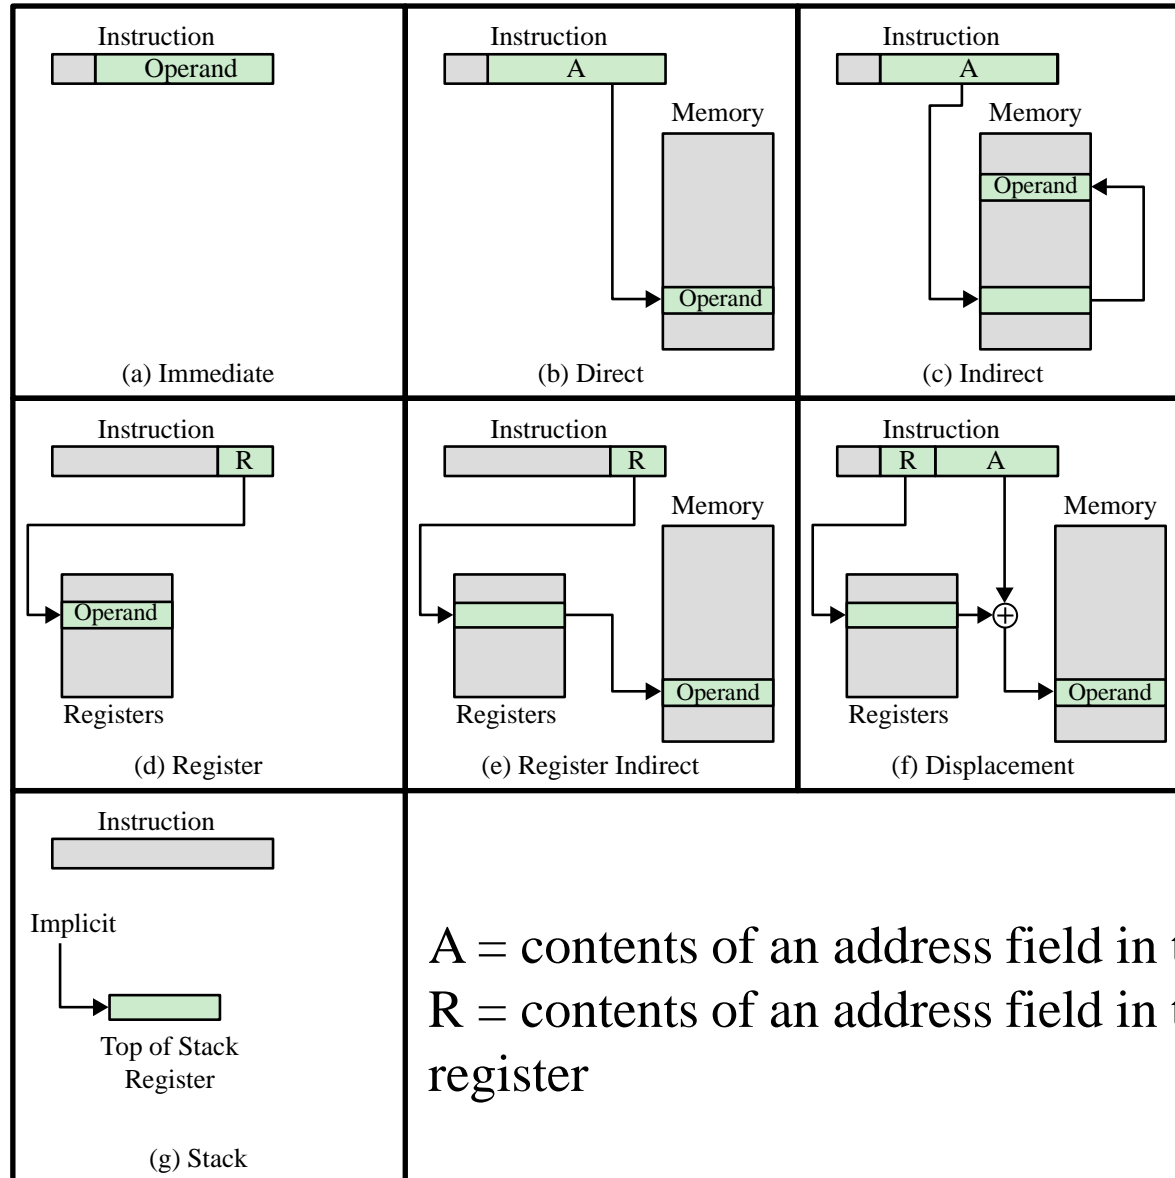 Instruction
Operand
(a) Immediate
Instruction
A
Memory
Operand
(b) Direct
Instruction
A
Memory
Operand
(c) Indirect
Instruction
R
Operand
Registers
(d) Register
Instruction
R
Memory
Operand
Registers
(e) Register Indirect
Instruction
R A
Memory
+
Operand
Registers
(f) Displacement
Instruction
Implicit
Top of Stack
Register
(g) Stack
A = contents of an address field in
R = contents of an address field in
register